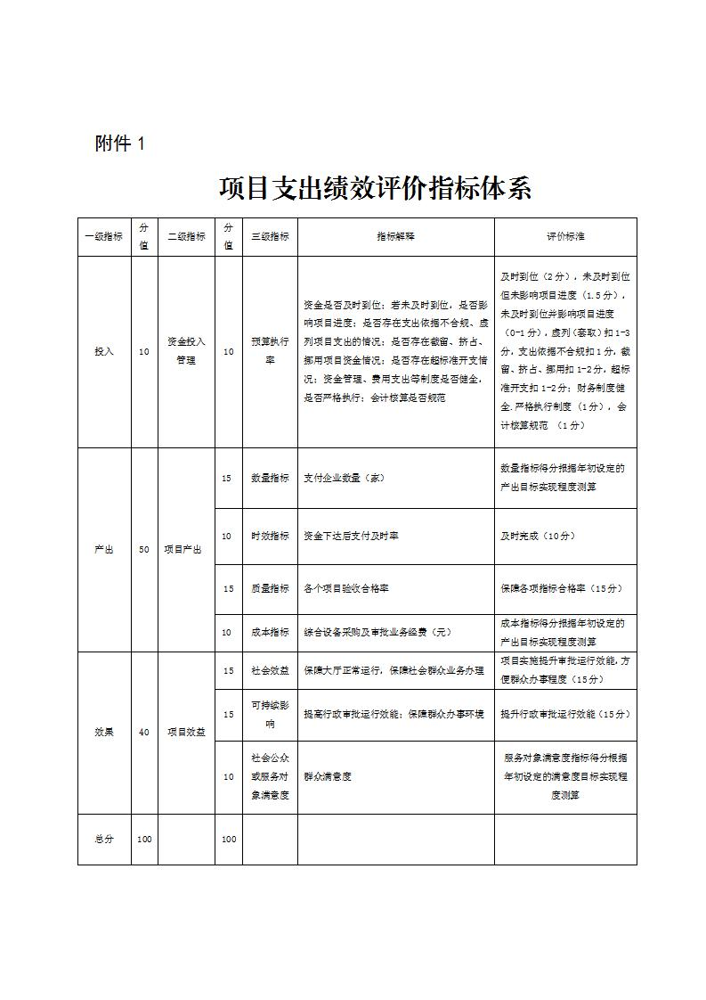 附件 1
项目支出绩效评价指标体系
一级指标
分
值
二级指标
分
值
三级指标
指标解释
评价标准
投入
10
资金投入
管理
10
预算执行
率
资金是否及时到位；若未及时到位，是否影
响项目进度；是否存在支出依据不合规、虚
列项目支出的情况；是否存在截留、挤占、
挪用项目资金情况；是否存在超标准开支情
况；资金管理、费用支出等制度是否健全，
是否严格执行；会计核算是否规范
及时到位（2 分），未及时到位
但未影响项目进度（1.5 分），
未及时到位并影响项目进度
（0-1 分），虚列（套取）扣 1-3
分，支出依据不合规扣 1 分，截
留、挤占、挪用扣 1-2 分，超标
准开支扣 1-2 分；财务制度健
全.严格执行制度（1 分），会
计核算规范 （1 分）
产出
50
项目产出
15
数量指标
支付企业数量（家）
数量指标得分根据年初设定的
产出目标实现程度测算
10
时效指标
资金下达后支付及时率
及时完成（10 分）
15
质量指标
各个项目验收合格率
保障各项指标合格率（15 分）
10
成本指标
综合设备采购及审批业务经费（元）
成本指标得分根据年初设定的
产出目标实现程度测算
效果
40
项目效益
15
社会效益
保障大厅正常运行，保障社会群众业务办理
项目实施提升审批运行效能，方
便群众办事程度（15 分）
15
可持续影
响
提高行政审批运行效能；保障群众办事环境
提升行政审批运行效能（15 分）
10
社会公众
或服务对
象满意度
群众满意度
服务对象满意度指标得分根据
年初设定的满意度目标实现程
度测算
总分
100
100